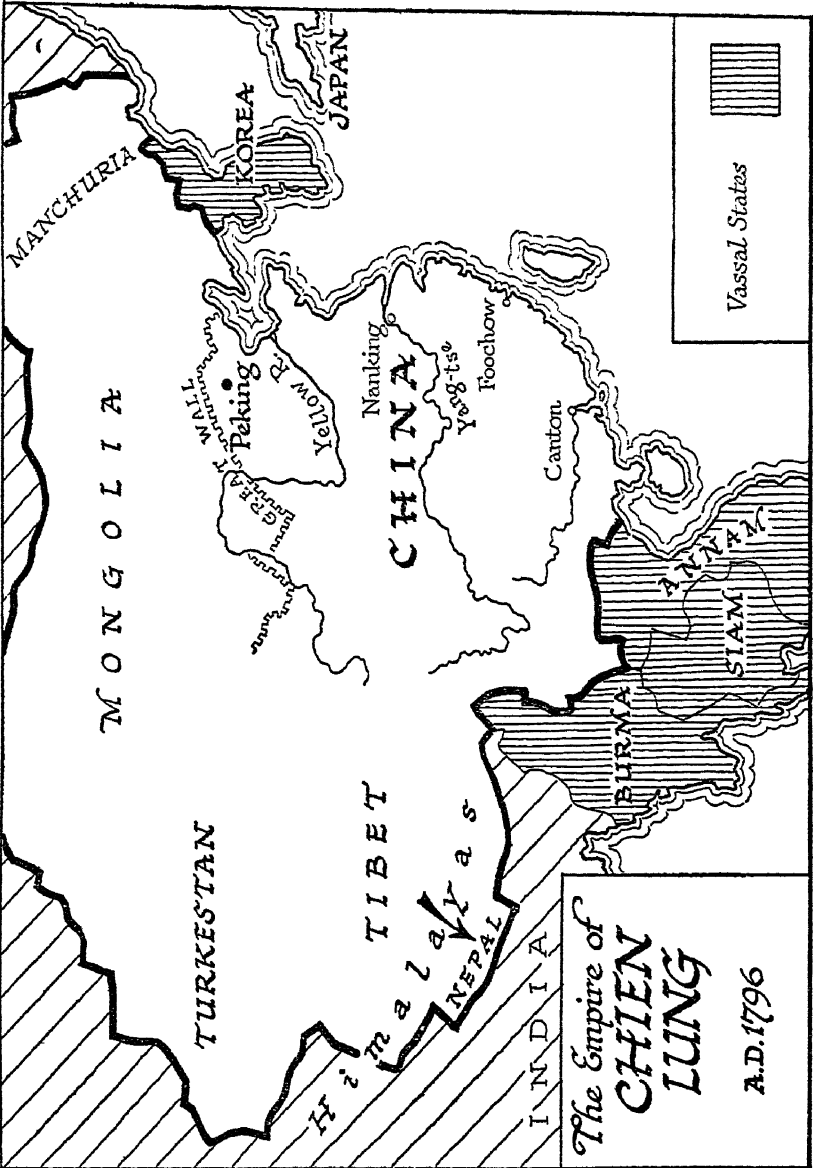 MANCHURIA
KOREA
JAPAN
MONGOLIA
GREAT WALL
Peking
Yellow R.
Nanking
CHINA
Yang-tse
Foochow
Canton
TURKESTAN
TIBET
Himalayas
NEPAL
INDIA
BURMA
SIAM
ANNAM
The Empire of
CHIEN
LUNG
A.D. 1796
Vassal States